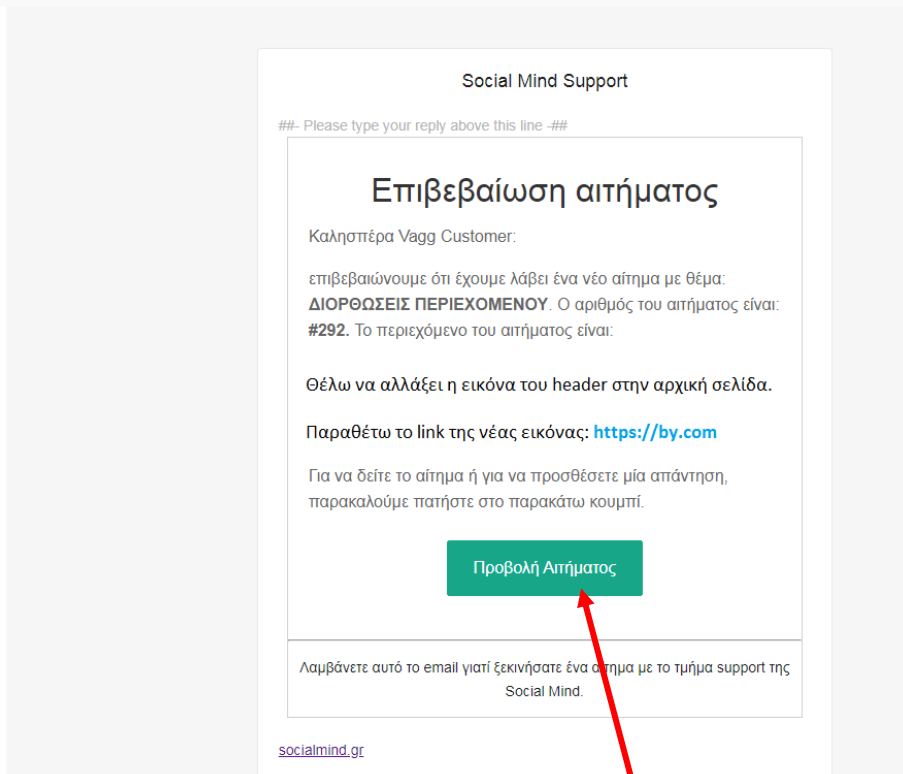 Social Mind Support
##- Please type your reply above this line -##
Επιβεβαίωση αιτήματος
Καλησπέρα Vagg Customer:
επιβεβαιώνουμε ότι έχουμε λάβει ένα νέο αίτημα με θέμα:
ΔΙΟΡΘΩΣΕΙΣ ΠΕΡΙΕΧΟΜΕΝΟΥ. Ο αριθμός του αιτήματος είναι:
#292. Το περιεχόμενο του αιτήματος είναι:
Θέλω να αλλάξει η εικόνα του header στην αρχική σελίδα.
Παραθέτω το link της νέας εικόνας: https://by.com
Για να δείτε το αίτημα ή για να προσθέσετε μία απάντηση,
παρακαλούμε πατήστε στο παρακάτω κουμπί.
Προβολή Αιτήματος
Λαμβάνετε αυτό το email γιατί ξεκινήσατε ένα αίτημα με το τμήμα support της
Social Mind.
socialmind.gr